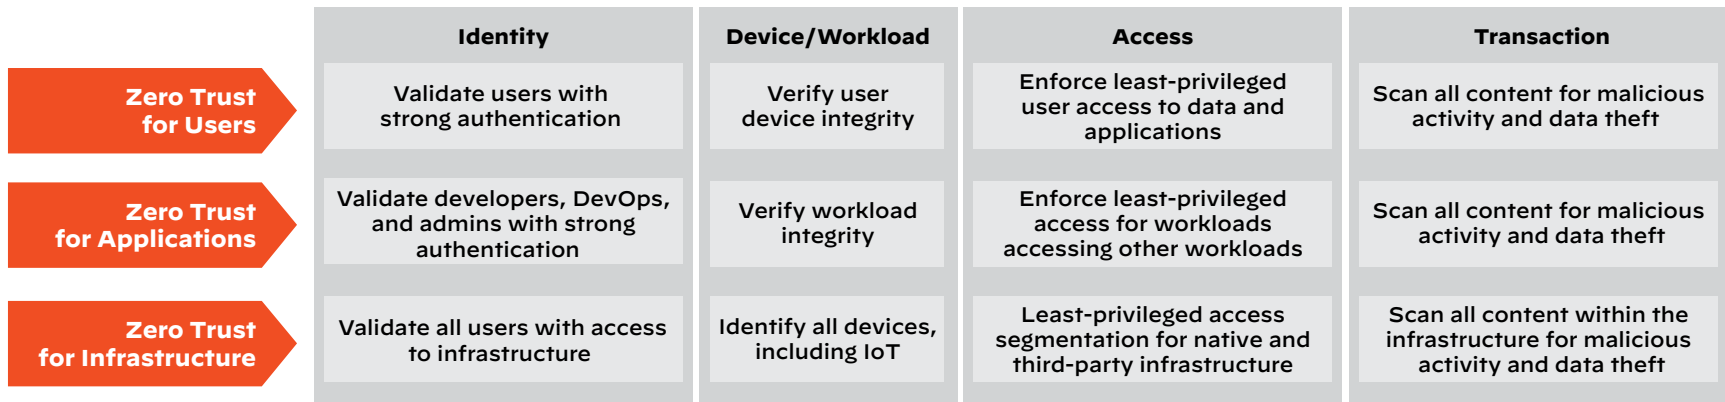 Identity
Device/Workload
Access
Transaction
Zero Trust
for Users
Validate users with
strong authentication
Verify user
device integrity
Enforce least-privileged
user access to data and
applications
Scan all content for malicious
activity and data theft
Zero Trust
for Applications
Validate developers, DevOps,
and admins with strong
authentication
Verify workload
integrity
Enforce least-privileged
access for workloads
accessing other workloads
Scan all content for malicious
activity and data theft
Zero Trust
for Infrastructure
Validate all users with access
to infrastructure
Identify all devices,
including IoT
Least-privileged access
segmentation for native and
third-party infrastructure
Scan all content within the
infrastructure for malicious
activity and data theft